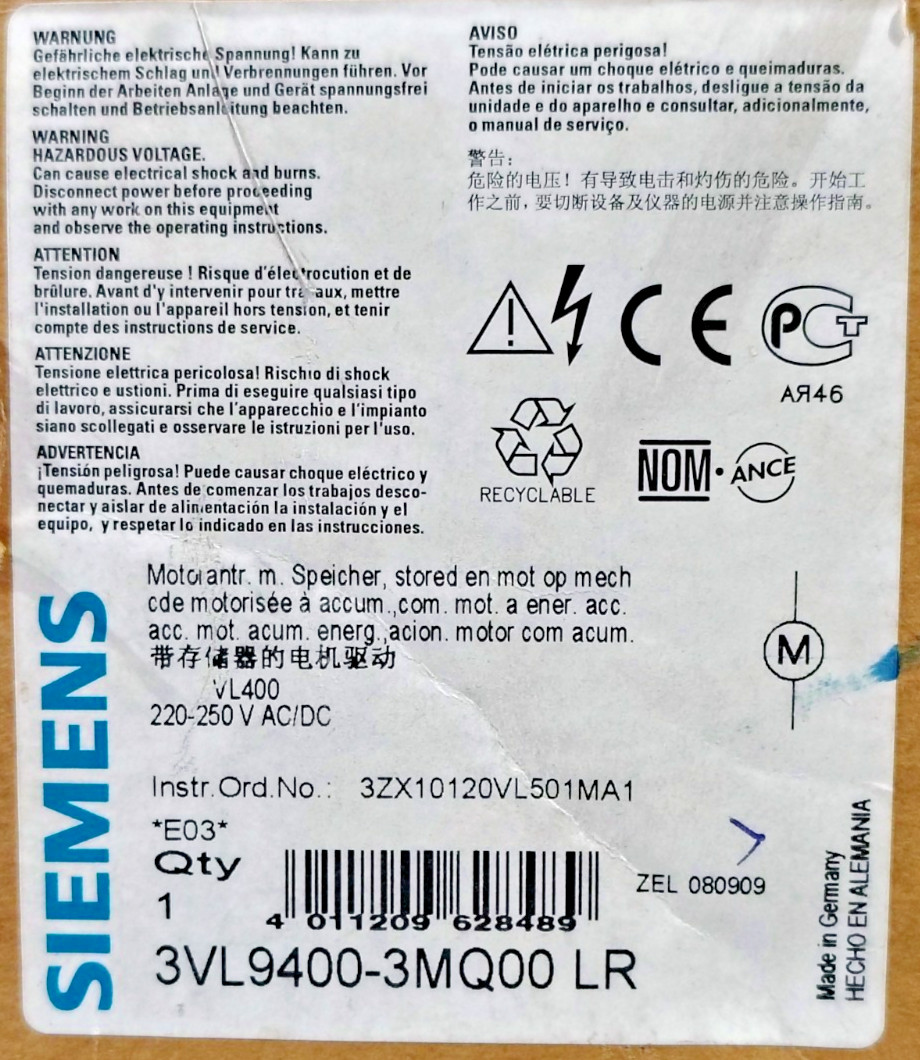 WARNUNG
Gefährliche elektrische Spannung! Kann zu
elektrischem Schlag und Verbrennungen führen. Vor
Beginn der Arbeiten Anlage und Gerät spannungsfrei
schalten und Betriebsanleitung beachten.
WARNING
HAZARDOUS VOLTAGE.
Can cause electrical shock and burns.
Disconnect power before proceeding
with any work on this equipment
and observe the operating instructions.
ATTENTION
Tension dangereuse ! Risque d'électrocution et de
brûlure. Avant d'y intervenir pour travaux, mettre
l'installation ou l'appareil hors tension, et tenir
compte des instructions de service.
ATTENZIONE
Tensione elettrica pericolosa! Rischio di shock
elettrico e ustioni. Prima di eseguire qualsiasi tipo
di lavoro, assicurarsi che l'apparecchio e l'impianto
siano scollegati e osservare le istruzioni per l'uso.
ADVERTENCIA
¡Tensión peligrosa! Puede causar choque eléctrico y
quemaduras. Antes de comenzar los trabajos desco-
nectar y aislar de alimentación la instalación y el
equipo, y respetar lo indicado en las instrucciones.
AVISO
Tensão elétrica perigosa!
Pode causar um choque elétrico e queimaduras.
Antes de iniciar os trabalhos, desligue a tensão da
unidade e do aparelho e consultar, adicionalmente,
o manual de serviço.
警告:
危险的电压！有导致电击和灼伤的危险。开始工
作之前，要切断设备及仪器的电源并注意操作指南。
CE
РСТ
АЯ46
RECYCLABLE
NOM · ANCE
SIEMENS
Motorantr. m. Speicher, stored en mot op mech
cde motorisée à accum.,com. mot. a ener. acc.
acc. mot. acum. energ.,acion. motor com acum.
带存储器的电机驱动
VL400
220-250 V AC/DC
M
Instr.Ord.No.: 3ZX10120VL501MA1
*E03*
Qty
1
4 011209 628489
ZEL 080909
3VL9400-3MQ00 LR
Made in Germany
HECHO EN ALEMANIA